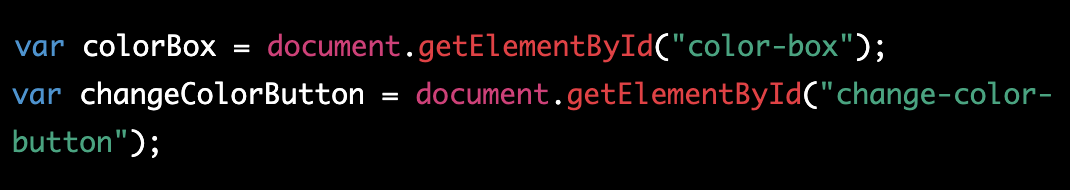 var colorBox = document.getElementById("color-box");
var changeColorButton = document.getElementById("change-color-
button");